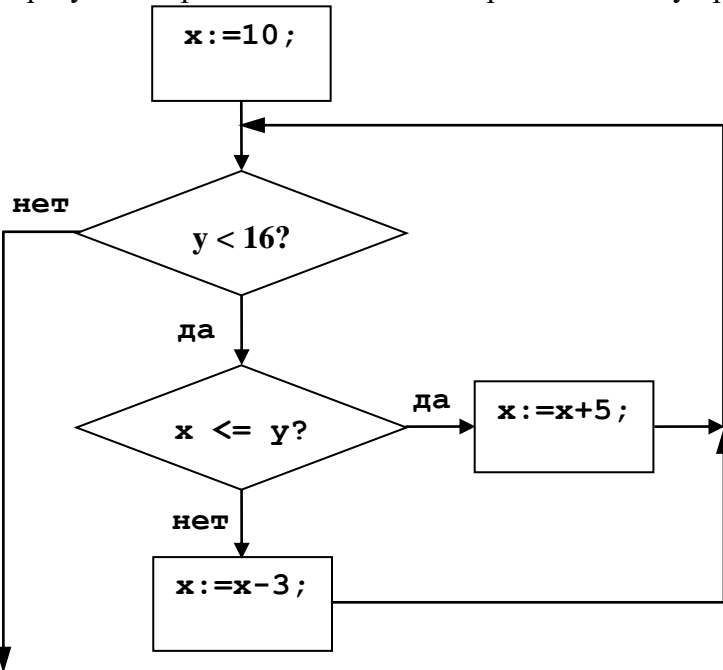 x:=10;
нет
y < 16?
да
x <= y?
да
x:=x+5;
нет
x:=x-3;